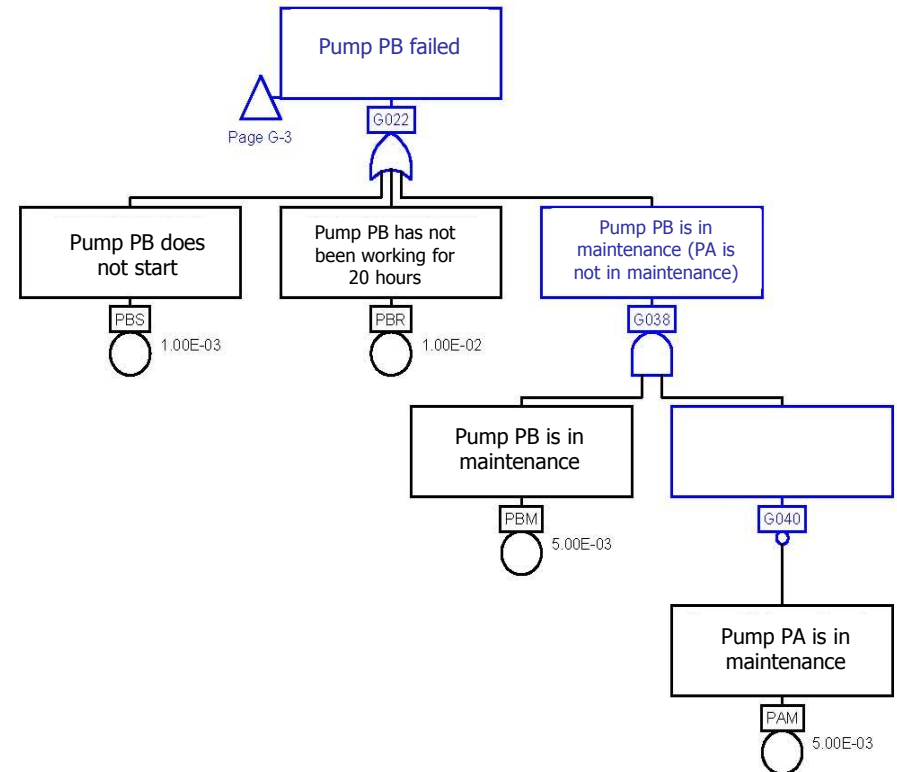 Pump PB failed
G022
Page G-3
Pump PB does
not start
PBS
1.00E-03
Pump PB has not
been working for
20 hours
PBR
1.00E-02
Pump PB is in
maintenance (PA is
not in maintenance)
G038
Pump PB is in
maintenance
PBM
5.00E-03
G040
Pump PA is in
maintenance
PAM
5.00E-03